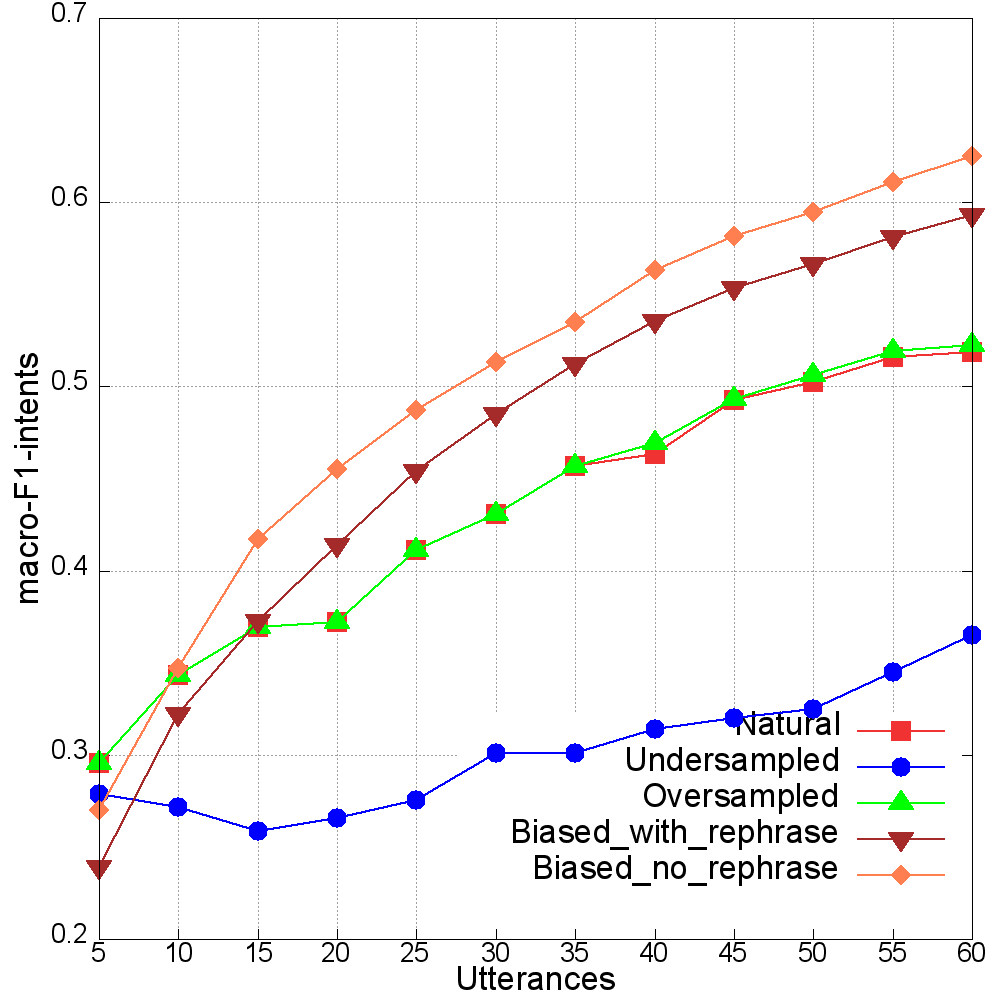 0.7
0.6
0.5
0.4
0.3
0.2
macro-F1-intents
Natural
Undersampled
Oversampled
Biased_with_rephrase
Biased_no_rephrase
5 10 15 20 25 30 35 40 45 50 55 60
Utterances